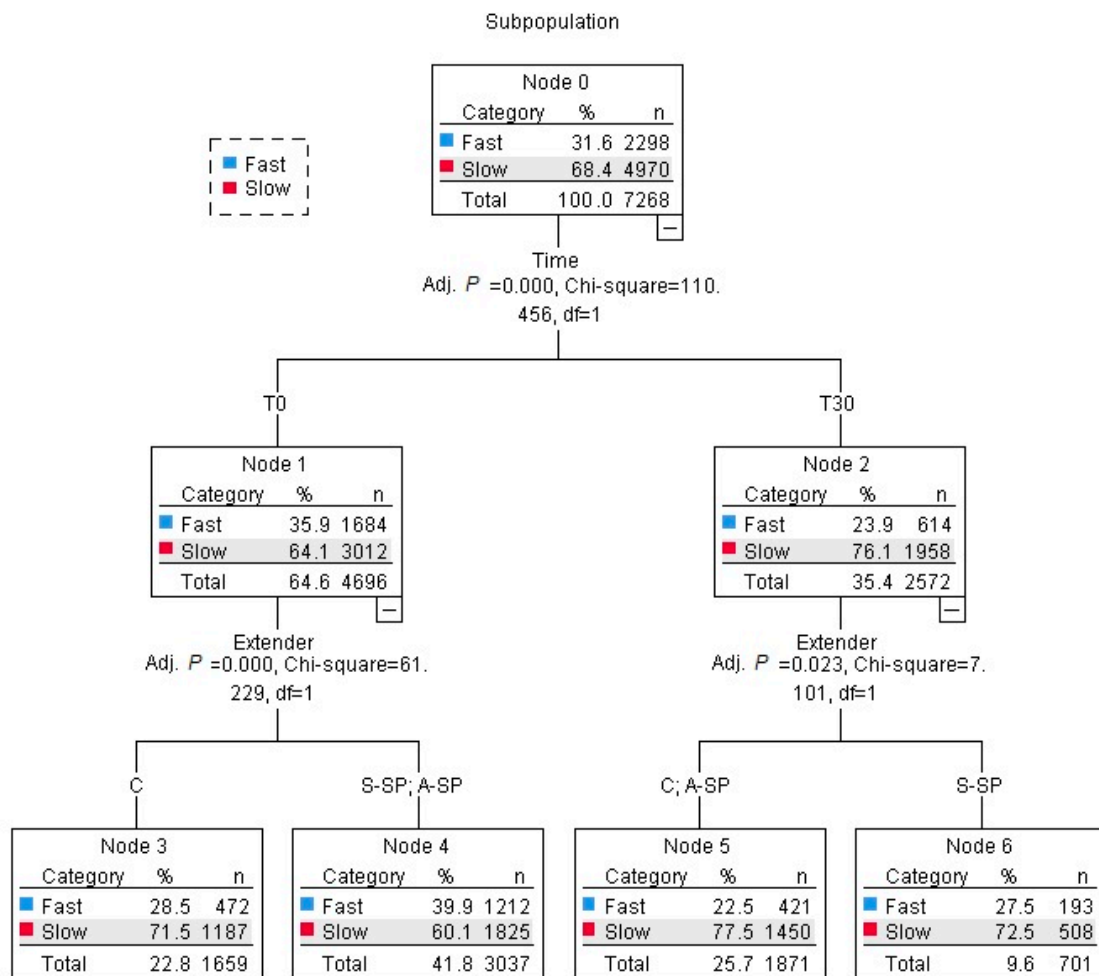 Subpopulation
Node 0
Category % n
Fast 31.6 2298
Slow 68.4 4970
Total 100.0 7268
Fast
Slow
Time
Adj. P =0.000, Chi-square=110.
456, df=1
T0
T30
Node 1
Category % n
Fast 35.9 1684
Slow 64.1 3012
Total 64.6 4696
Node 2
Category % n
Fast 23.9 614
Slow 76.1 1958
Total 35.4 2572
Extender
Adj. P =0.000, Chi-square=61.
229, df=1
Extender
Adj. P =0.023, Chi-square=7.
101, df=1
C
S-SP; A-SP
C; A-SP
S-SP
Node 3
Category % n
Fast 28.5 472
Slow 71.5 1187
Total 22.8 1659
Node 4
Category % n
Fast 39.9 1212
Slow 60.1 1825
Total 41.8 3037
Node 5
Category % n
Fast 22.5 421
Slow 77.5 1450
Total 25.7 1871
Node 6
Category % n
Fast 27.5 193
Slow 72.5 508
Total 9.6 701